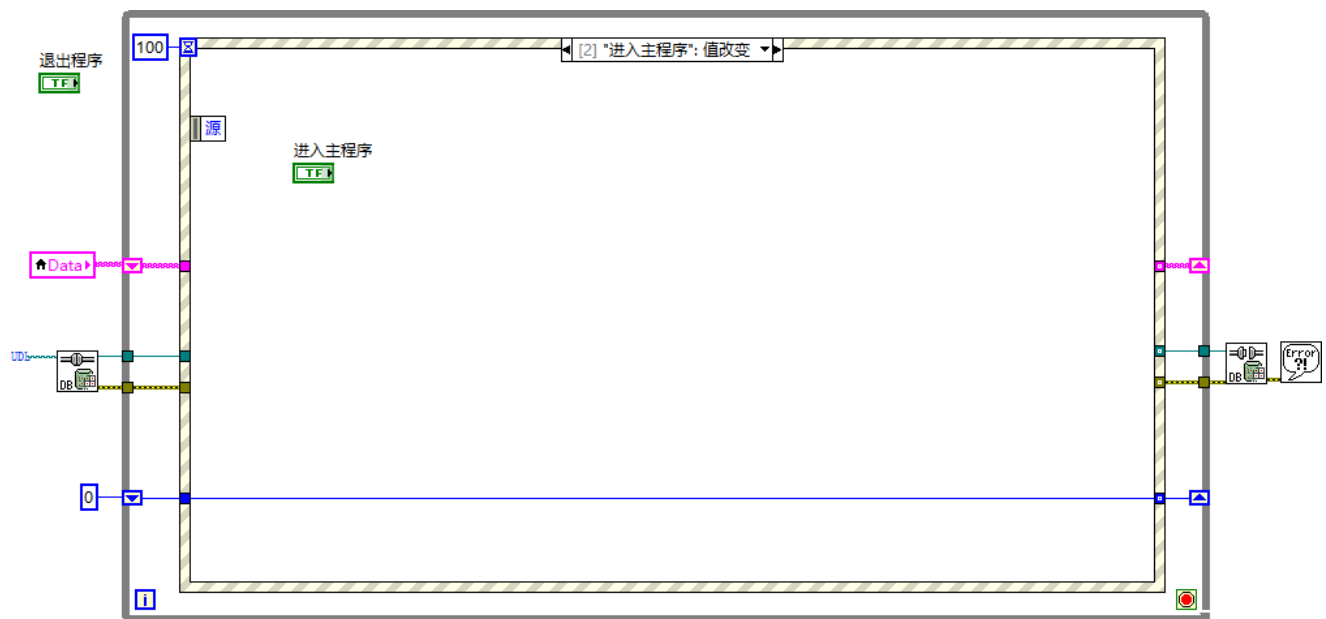 100
[2] "进入主程序": 值改变
退出程序
TF
源
进入主程序
TF
Data
UDL
DB
DB
Error
?!
0
i